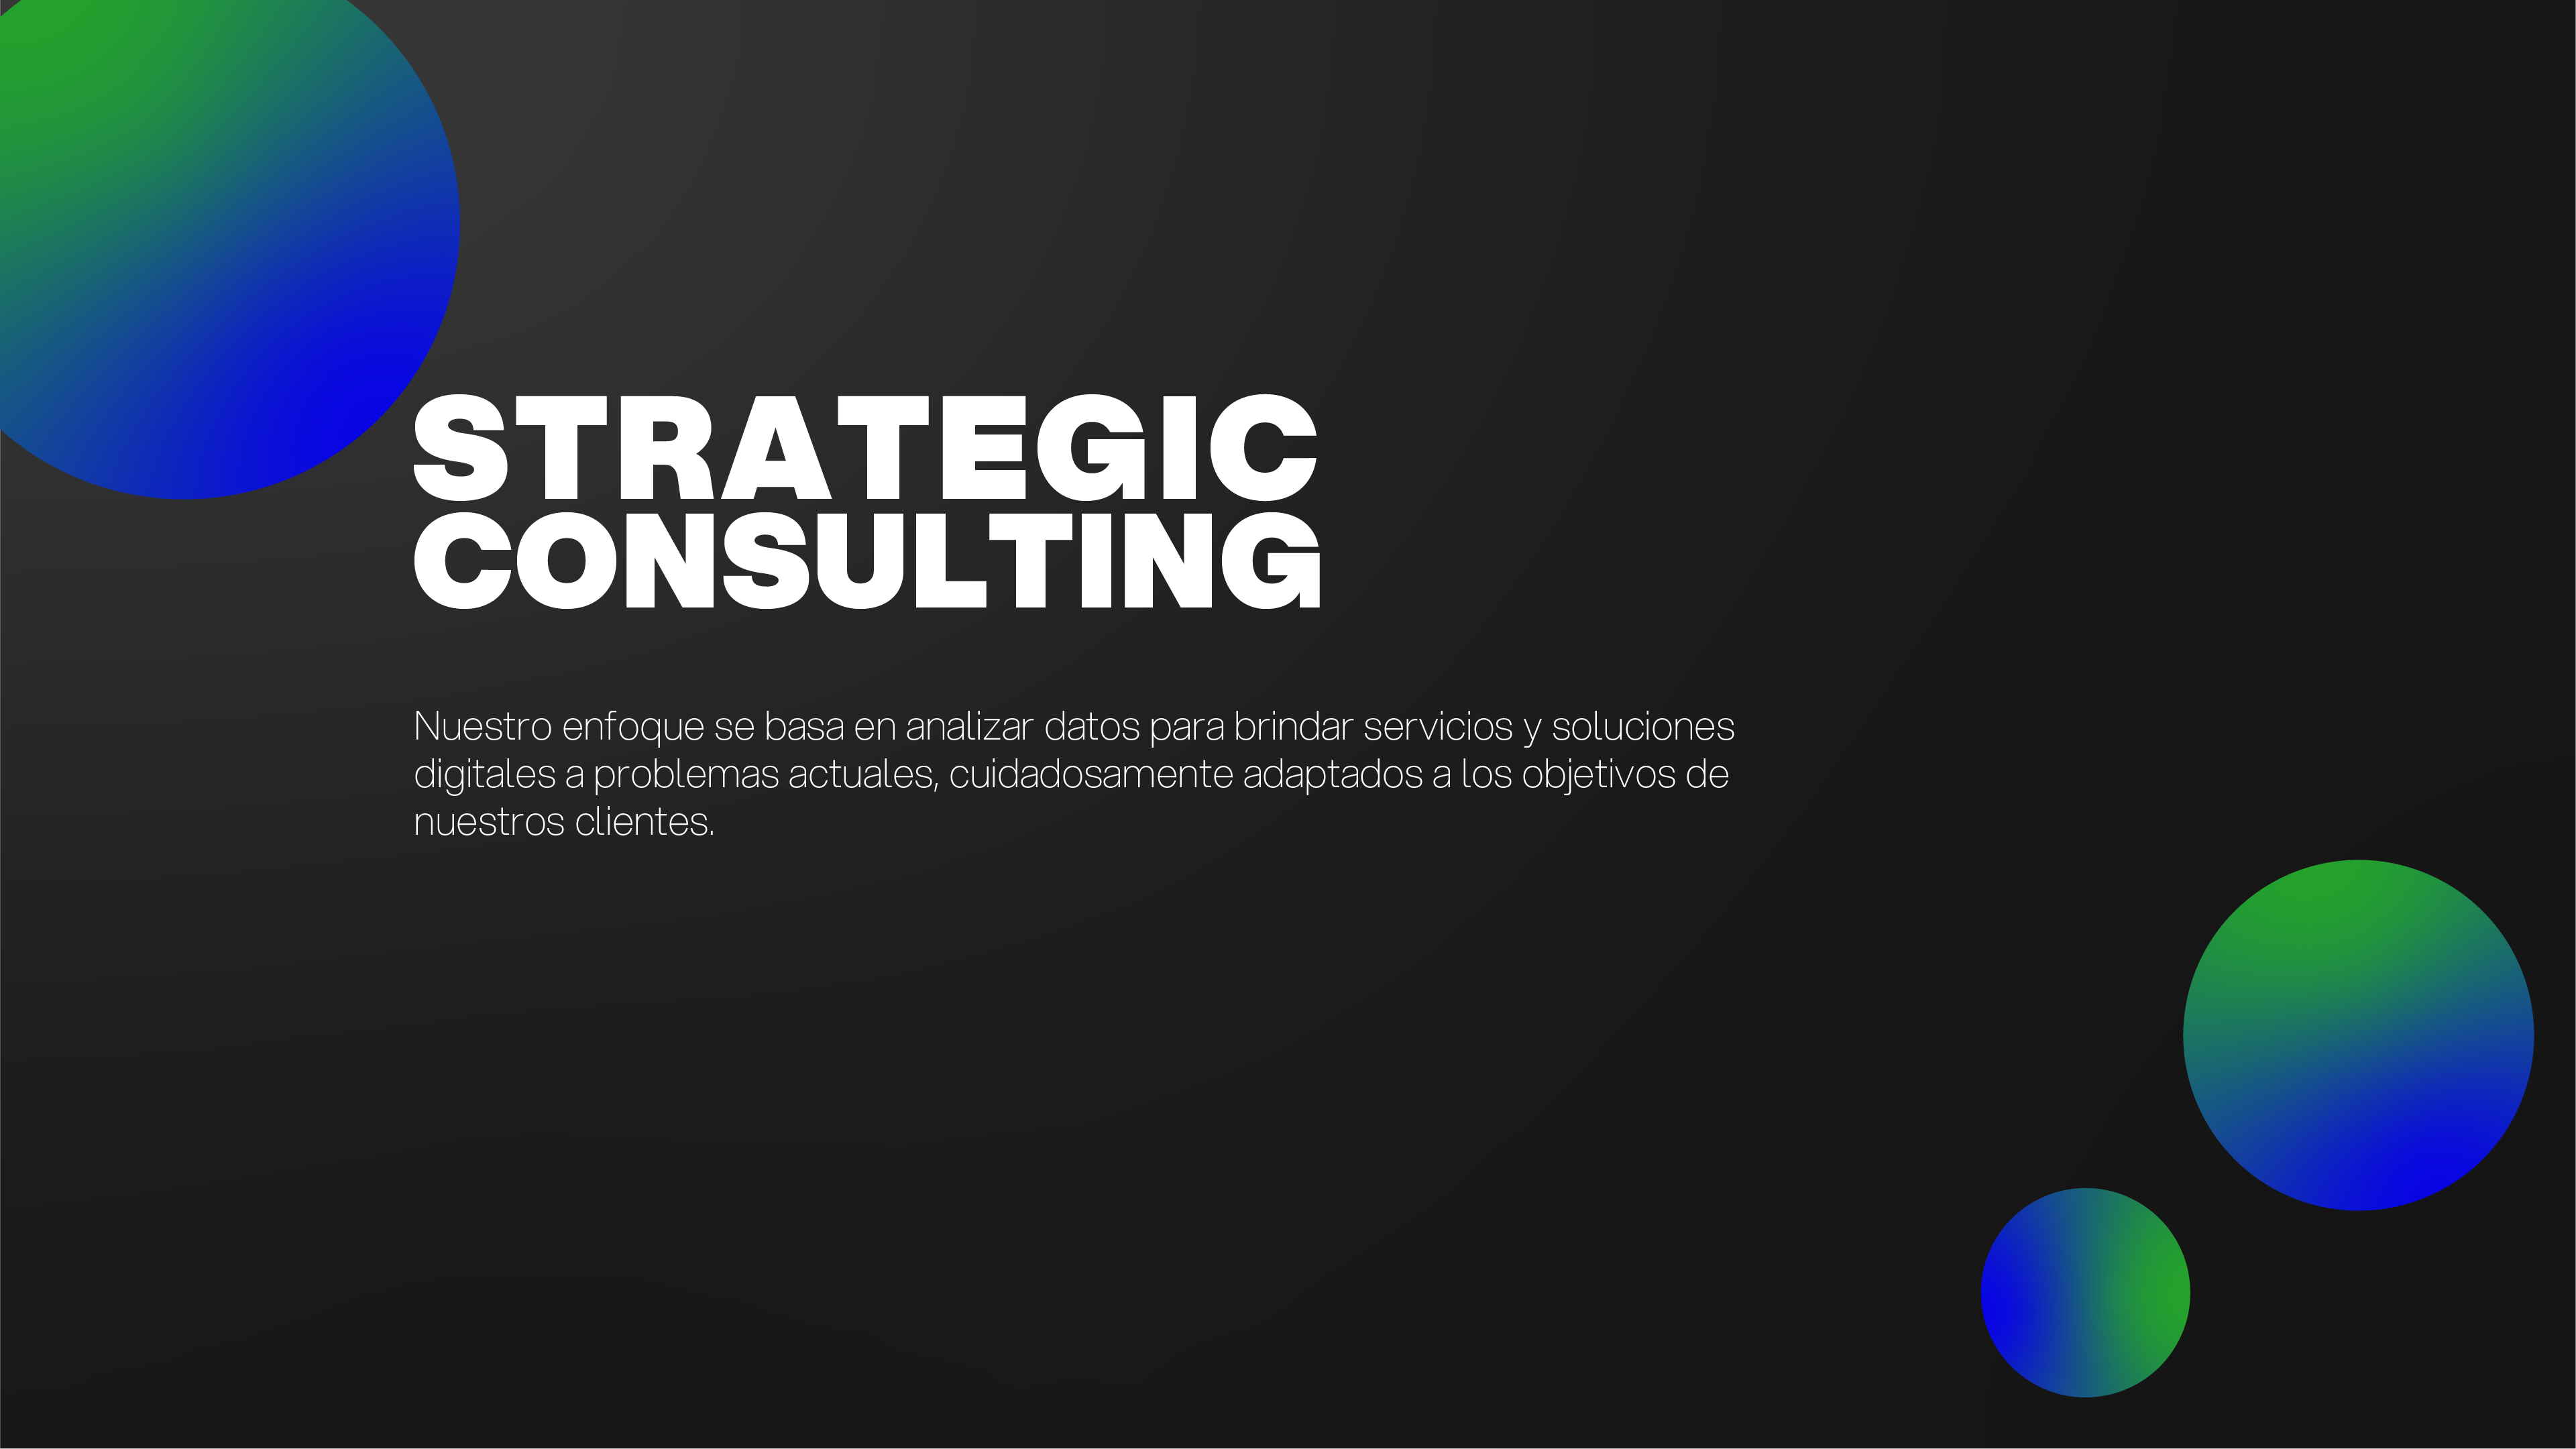 STRATEGIC
CONSULTING
Nuestro enfoque se basa en analizar datos para brindar servicios y soluciones
digitales a problemas actuales, cuidadosamente adaptados a los objetivos de
nuestros clientes.